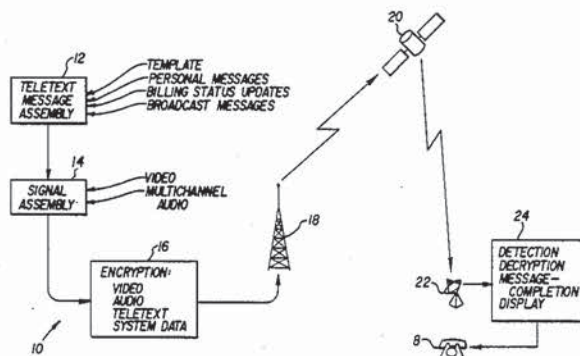 12
TELETEXT
MESSAGE
ASSEMBLY
TEMPLATE
PERSONAL MESSAGES
BILLING STATUS UPDATES
BROADCAST MESSAGES
14
SIGNAL
ASSEMBLY
VIDEO
MULTICHANNEL
AUDIO
16
ENCRYPTION:
VIDEO
AUDIO
TELETEXT
SYSTEM DATA
10
18
20
22
24
DETECTION
DECRYPTION
MESSAGE-
COMPLETION
DISPLAY
8